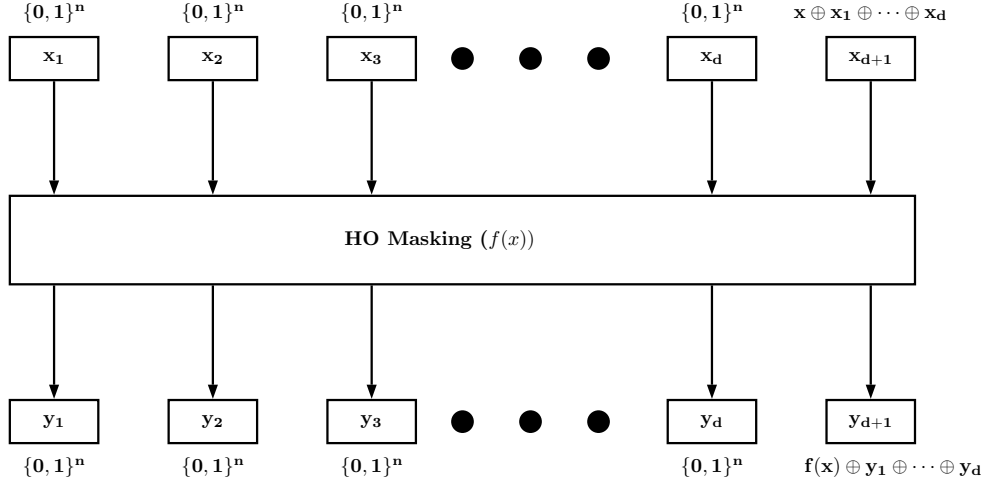 {0, 1}ⁿ {0, 1}ⁿ {0, 1}ⁿ {0, 1}ⁿ x ⊕ x₁ ⊕ ⋯ ⊕ x_d
x₁ x₂ x₃ x_d x_{d+1}
HO Masking (f(x))
y₁ y₂ y₃ y_d y_{d+1}
{0, 1}ⁿ {0, 1}ⁿ {0, 1}ⁿ {0, 1}ⁿ f(x) ⊕ y₁ ⊕ ⋯ ⊕ y_d